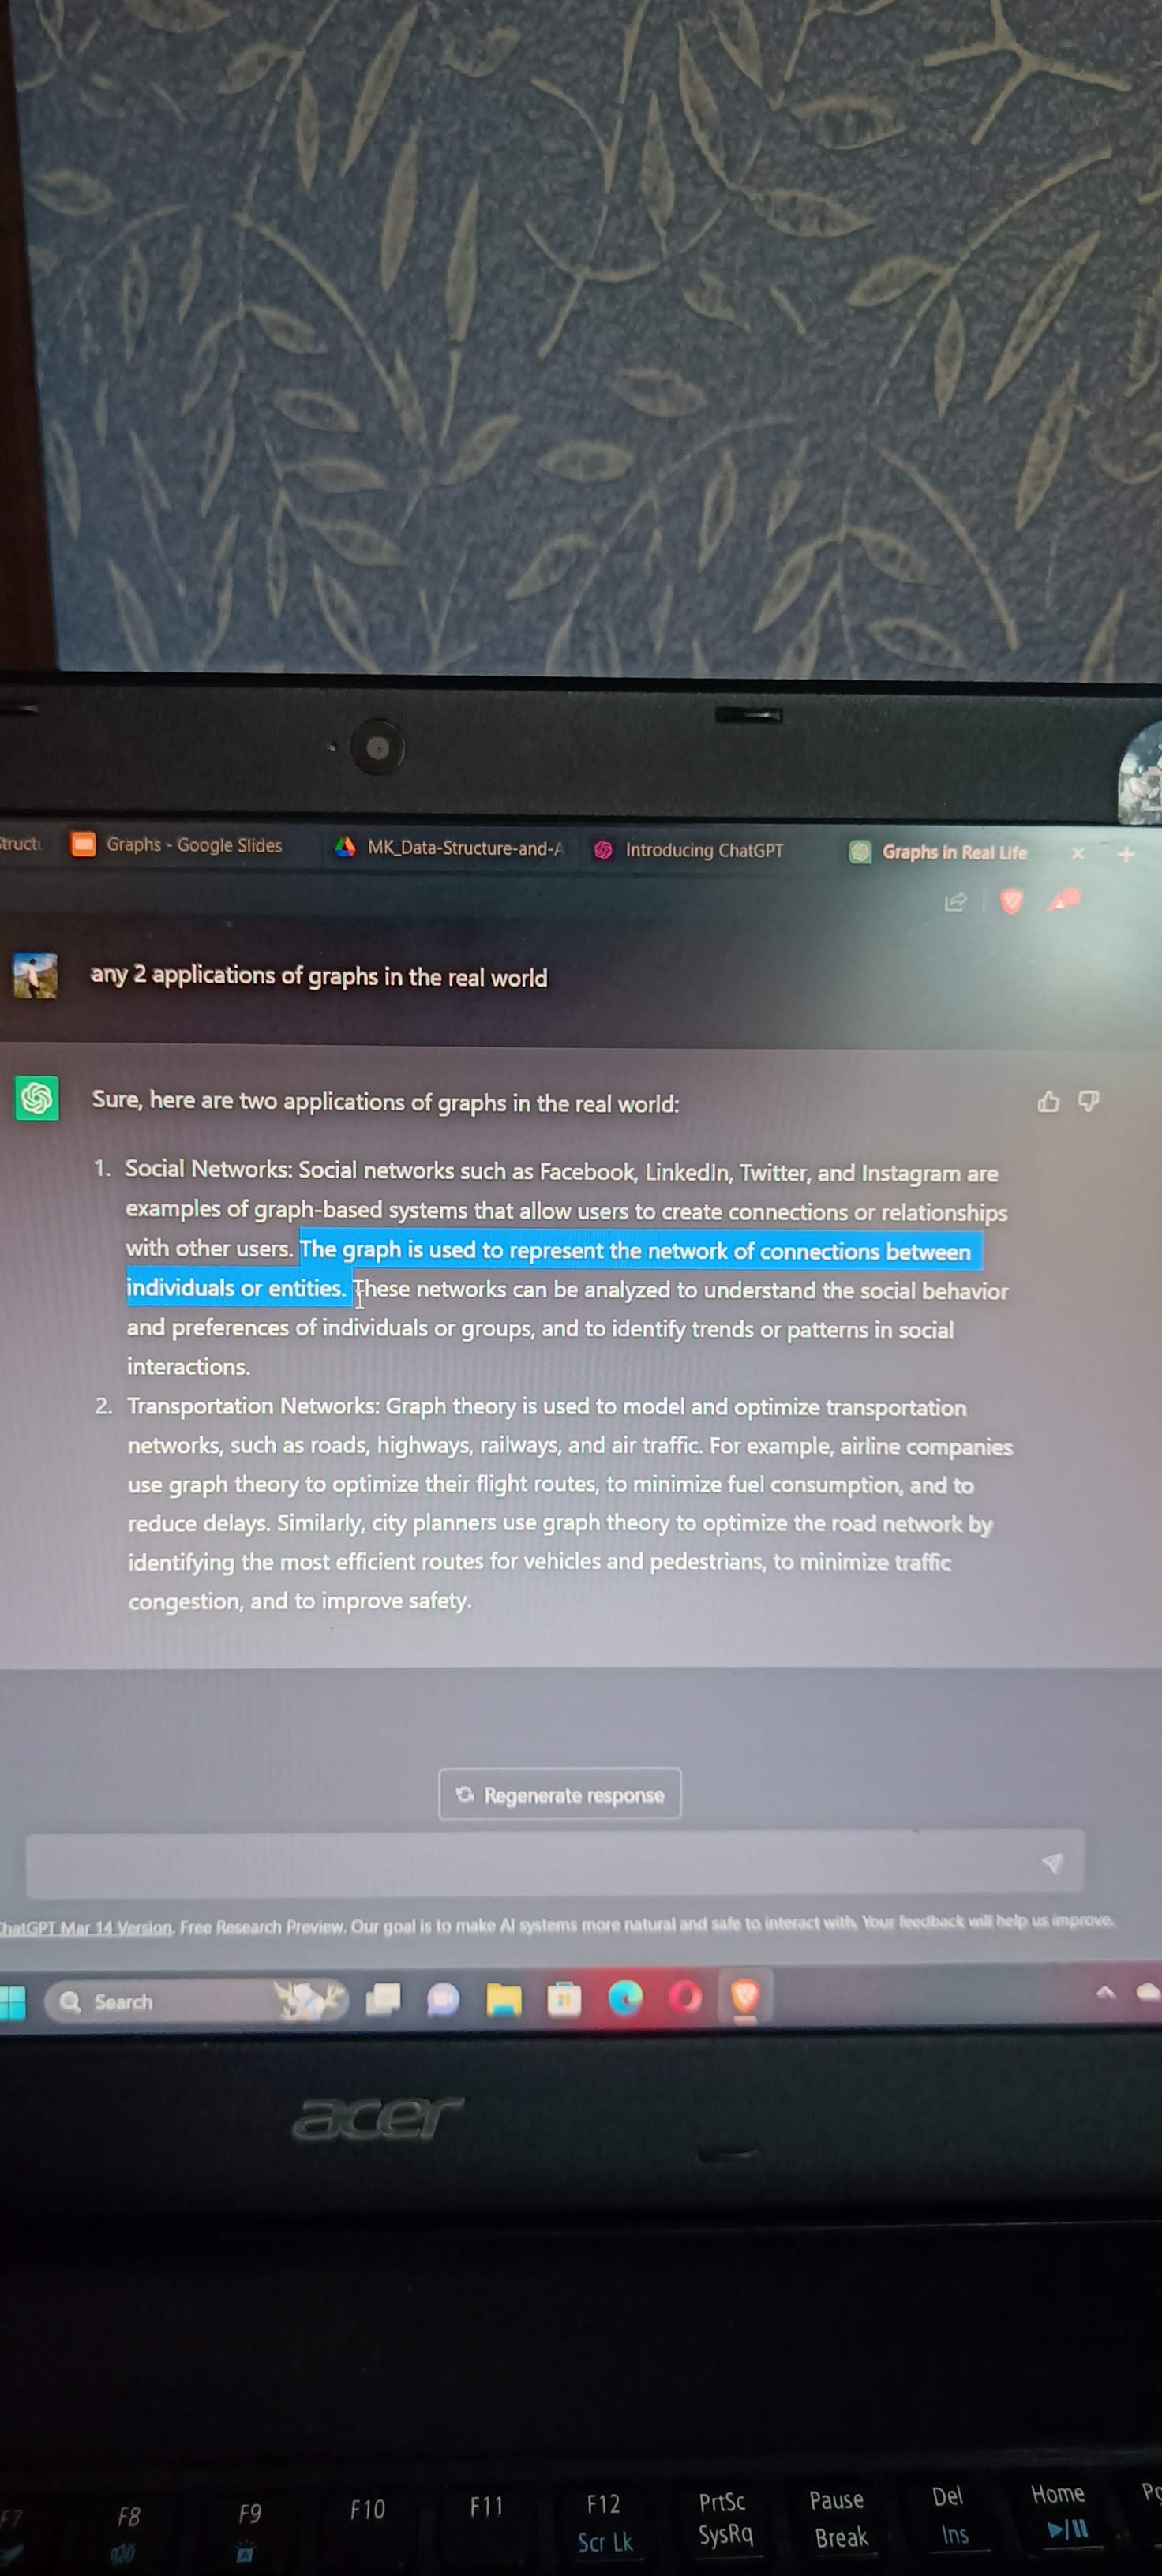 Graphs - Google Slides
MK_Data-Structure-and-A
Introducing ChatGPT
Graphs in Real Life
any 2 applications of graphs in the real world
Sure, here are two applications of graphs in the real world:
1. Social Networks: Social networks such as Facebook, LinkedIn, Twitter, and Instagram are
examples of graph-based systems that allow users to create connections or relationships
with other users. The graph is used to represent the network of connections between
individuals or entities. These networks can be analyzed to understand the social behavior
and preferences of individuals or groups, and to identify trends or patterns in social
interactions.
2. Transportation Networks: Graph theory is used to model and optimize transportation
networks, such as roads, highways, railways, and air traffic. For example, airline companies
use graph theory to optimize their flight routes, to minimize fuel consumption, and to
reduce delays. Similarly, city planners use graph theory to optimize the road network by
identifying the most efficient routes for vehicles and pedestrians, to minimize traffic
congestion, and to improve safety.
Regenerate response
ChatGPT Mar 14 Version. Free Research Preview. Our goal is to make AI systems more natural and safe to interact with. Your feedback will help us improve.
Search
acer
F7 F8 F9 F10 F11 F12 PrtSc Pause Del Home
Scr Lk SysRq Break Ins